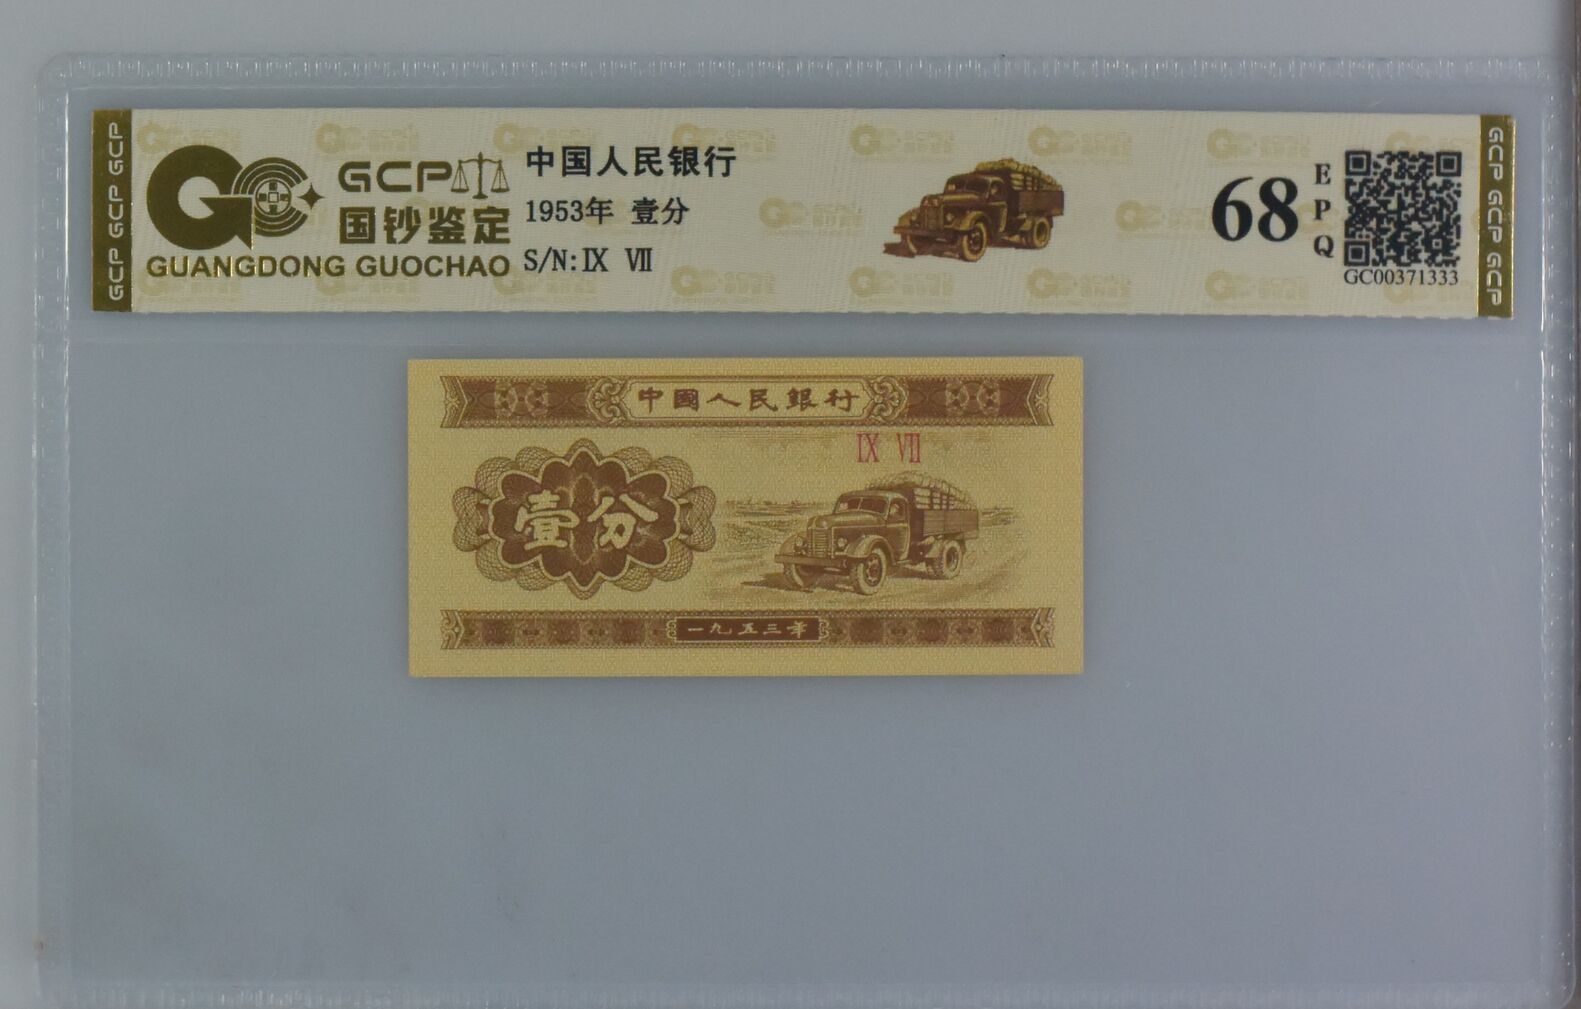 GCP GCP GCP
GCP
国钞鉴定
GUANGDONG GUOCHAO
中国人民银行
1953年 壹分
S/N:Ⅸ Ⅶ
68
EPQ
GC00371333
GCP GCP GCP
中國人民銀行
Ⅸ Ⅶ
壹分
一九五三年